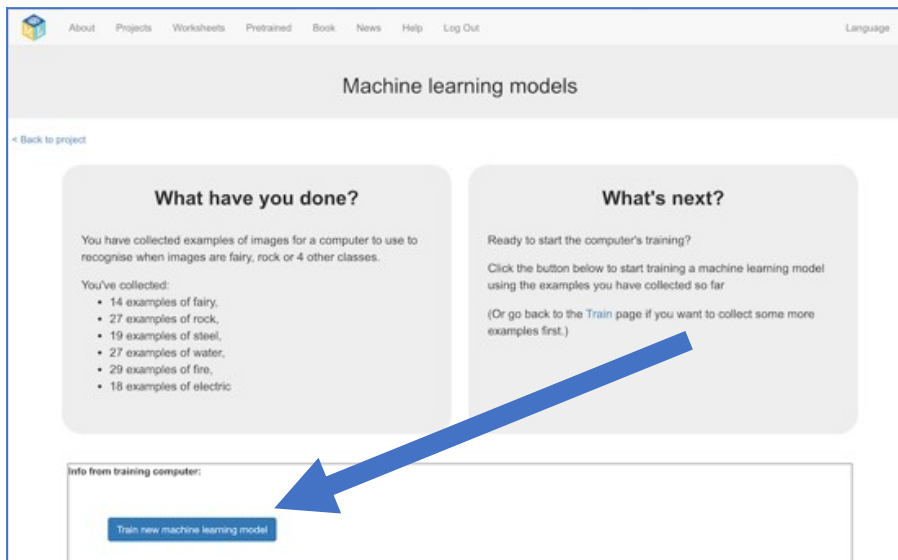 About Projects Worksheets Pretrained Book News Help Log Out Language
Machine learning models
< Back to project
What have you done?
You have collected examples of images for a computer to use to
recognise when images are fairy, rock or 4 other classes.
You've collected:
• 14 examples of fairy,
• 27 examples of rock,
• 19 examples of steel,
• 27 examples of water,
• 29 examples of fire,
• 18 examples of electric
What's next?
Ready to start the computer's training?
Click the button below to start training a machine learning model
using the examples you have collected so far
(Or go back to the Train page if you want to collect some more
examples first.)
Info from training computer:
Train new machine learning model